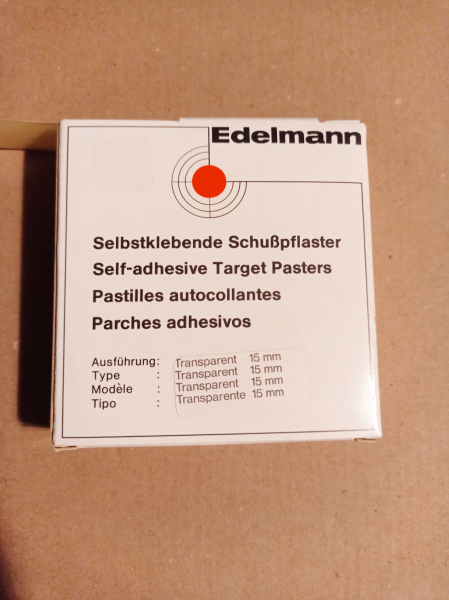 Edelmann
Selbstklebende Schußpflaster
Self-adhesive Target Pasters
Pastilles autocollantes
Parches adhesivos
Ausführung: Transparent 15 mm
Type : Transparent 15 mm
Modèle : Transparent 15 mm
Tipo : Transparente 15 mm